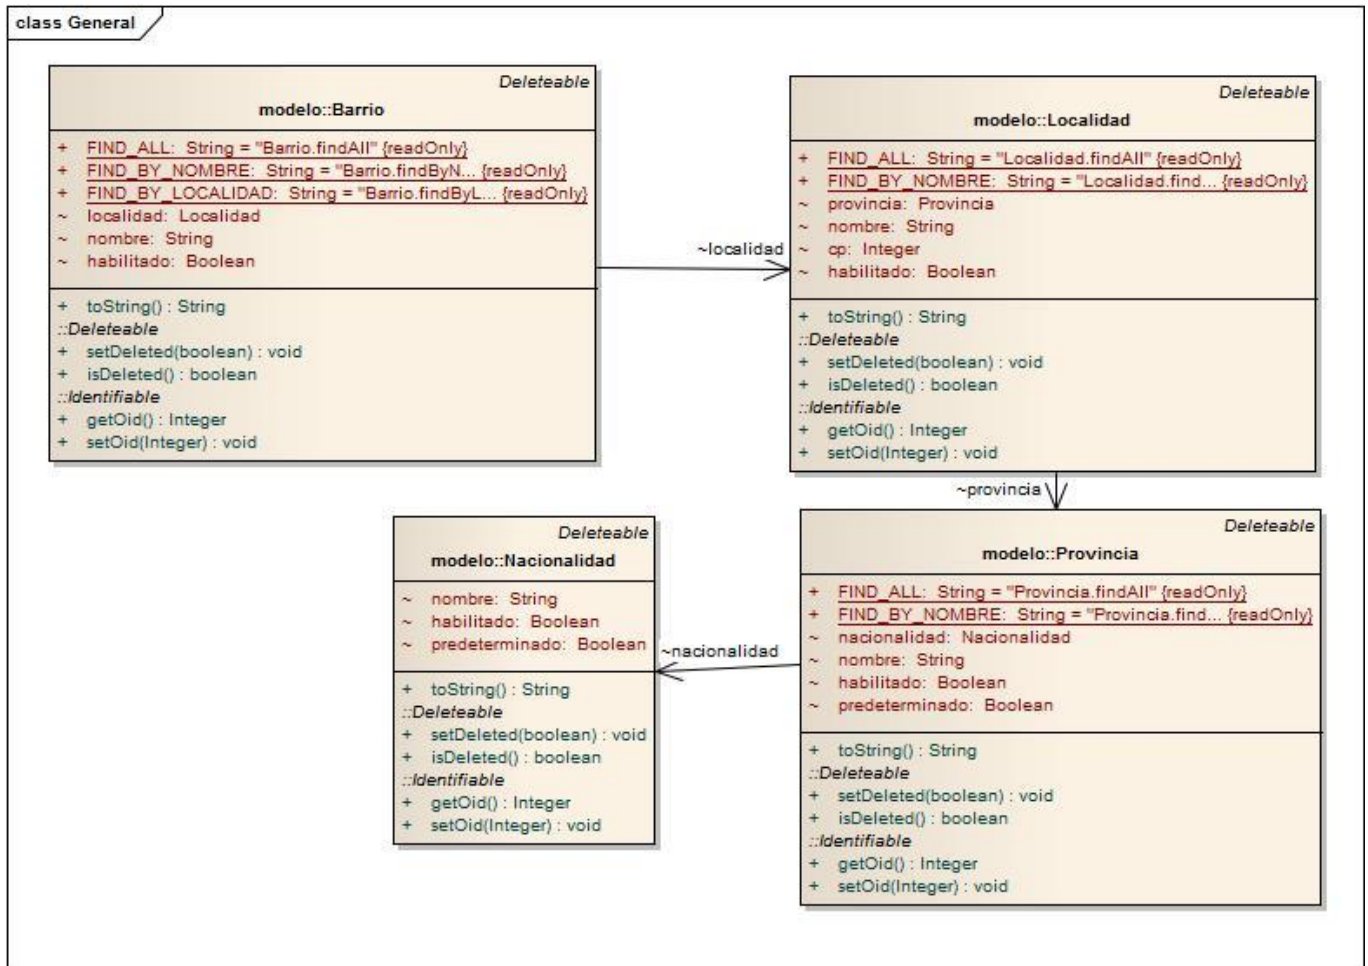 class General
Deleteable
modelo::Barrio
+ FIND_ALL: String = "Barrio.findAll" {readOnly}
+ FIND_BY_NOMBRE: String = "Barrio.findByN... {readOnly}
+ FIND_BY_LOCALIDAD: String = "Barrio.findByL... {readOnly}
~ localidad: Localidad
~ nombre: String
~ habilitado: Boolean
+ toString() : String
::Deleteable
+ setDeleted(boolean) : void
+ isDeleted() : boolean
::Identifiable
+ getOid() : Integer
+ setOid(Integer) : void
~localidad
Deleteable
modelo::Localidad
+ FIND_ALL: String = "Localidad.findAll" {readOnly}
+ FIND_BY_NOMBRE: String = "Localidad.find... {readOnly}
~ provincia: Provincia
~ nombre: String
~ cp: Integer
~ habilitado: Boolean
+ toString() : String
::Deleteable
+ setDeleted(boolean) : void
+ isDeleted() : boolean
::Identifiable
+ getOid() : Integer
+ setOid(Integer) : void
~provincia
Deleteable
modelo::Nacionalidad
~ nombre: String
~ habilitado: Boolean
~ predeterminado: Boolean
+ toString() : String
::Deleteable
+ setDeleted(boolean) : void
+ isDeleted() : boolean
::Identifiable
+ getOid() : Integer
+ setOid(Integer) : void
~nacionalidad
Deleteable
modelo::Provincia
+ FIND_ALL: String = "Provincia.findAll" {readOnly}
+ FIND_BY_NOMBRE: String = "Provincia.find... {readOnly}
~ nacionalidad: Nacionalidad
~ nombre: String
~ habilitado: Boolean
~ predeterminado: Boolean
+ toString() : String
::Deleteable
+ setDeleted(boolean) : void
+ isDeleted() : boolean
::Identifiable
+ getOid() : Integer
+ setOid(Integer) : void